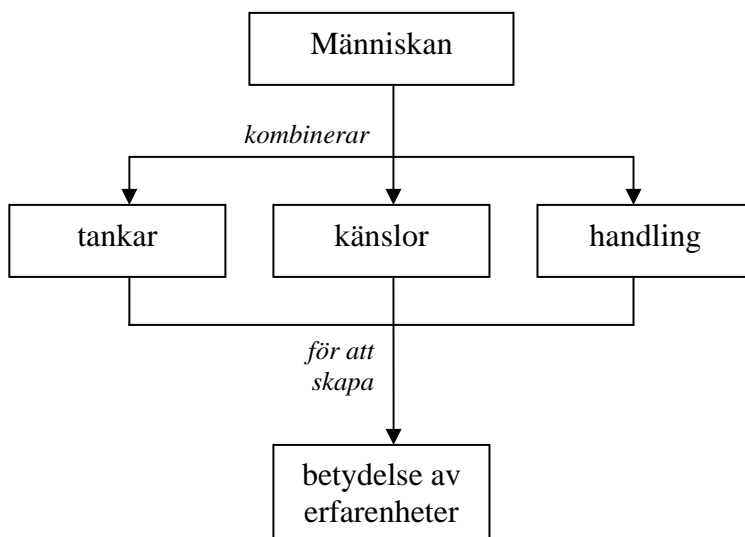 Människan
kombinerar
tankar
känslor
handling
för att
skapa
betydelse av
erfarenheter